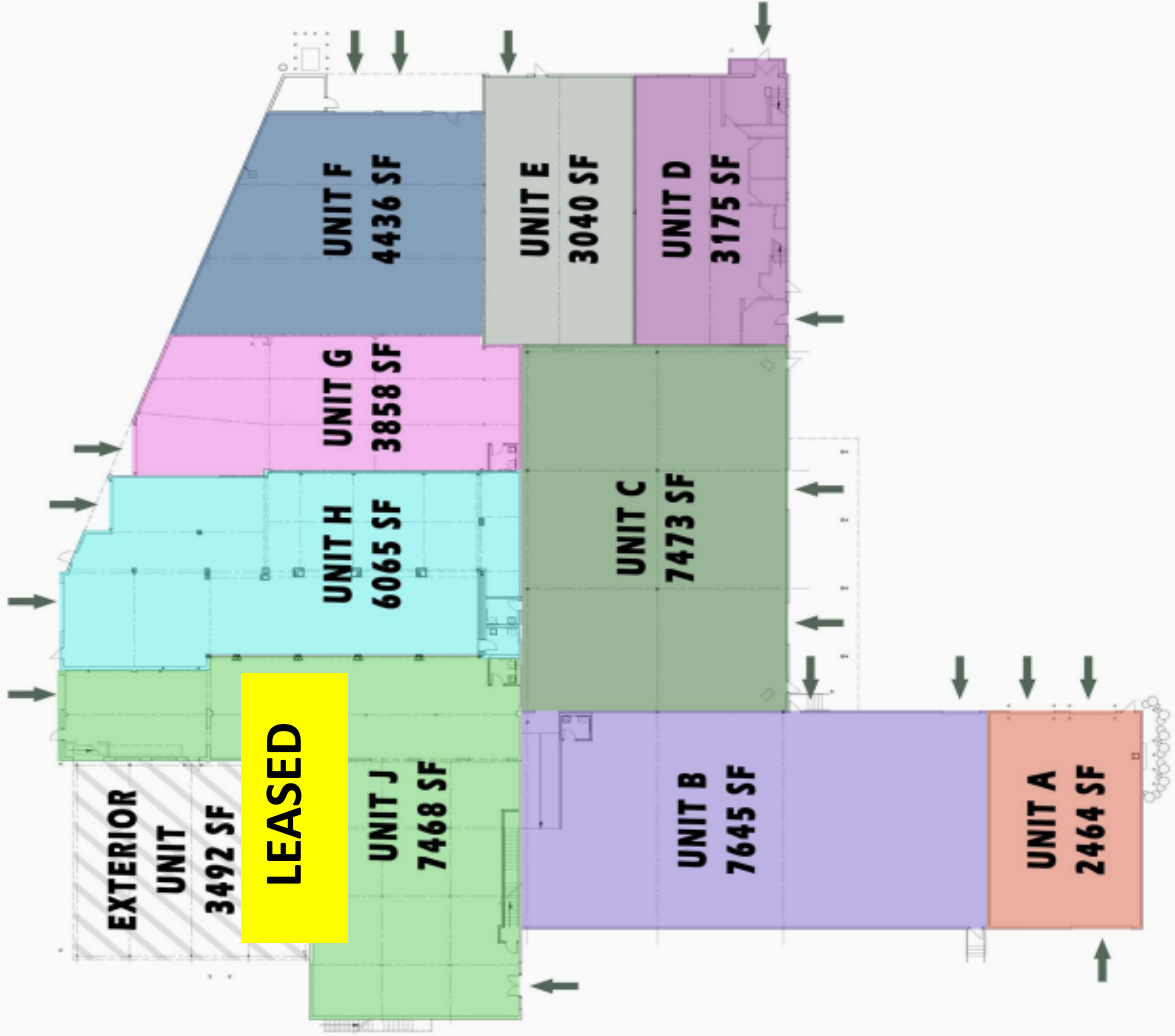 UNIT F
4436 SF
UNIT E
3040 SF
UNIT D
3175 SF
UNIT G
3858 SF
UNIT H
6065 SF
UNIT C
7473 SF
EXTERIOR
UNIT
3492 SF
LEASED
UNIT J
7468 SF
UNIT B
7645 SF
UNIT A
2464 SF